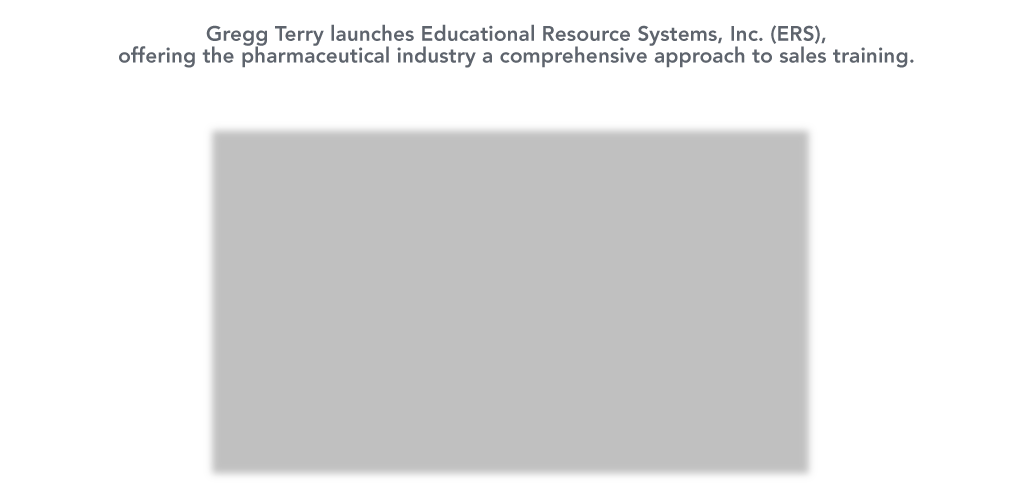 Gregg Terry launches Educational Resource Systems, Inc. (ERS),
offering the pharmaceutical industry a comprehensive approach to sales training.